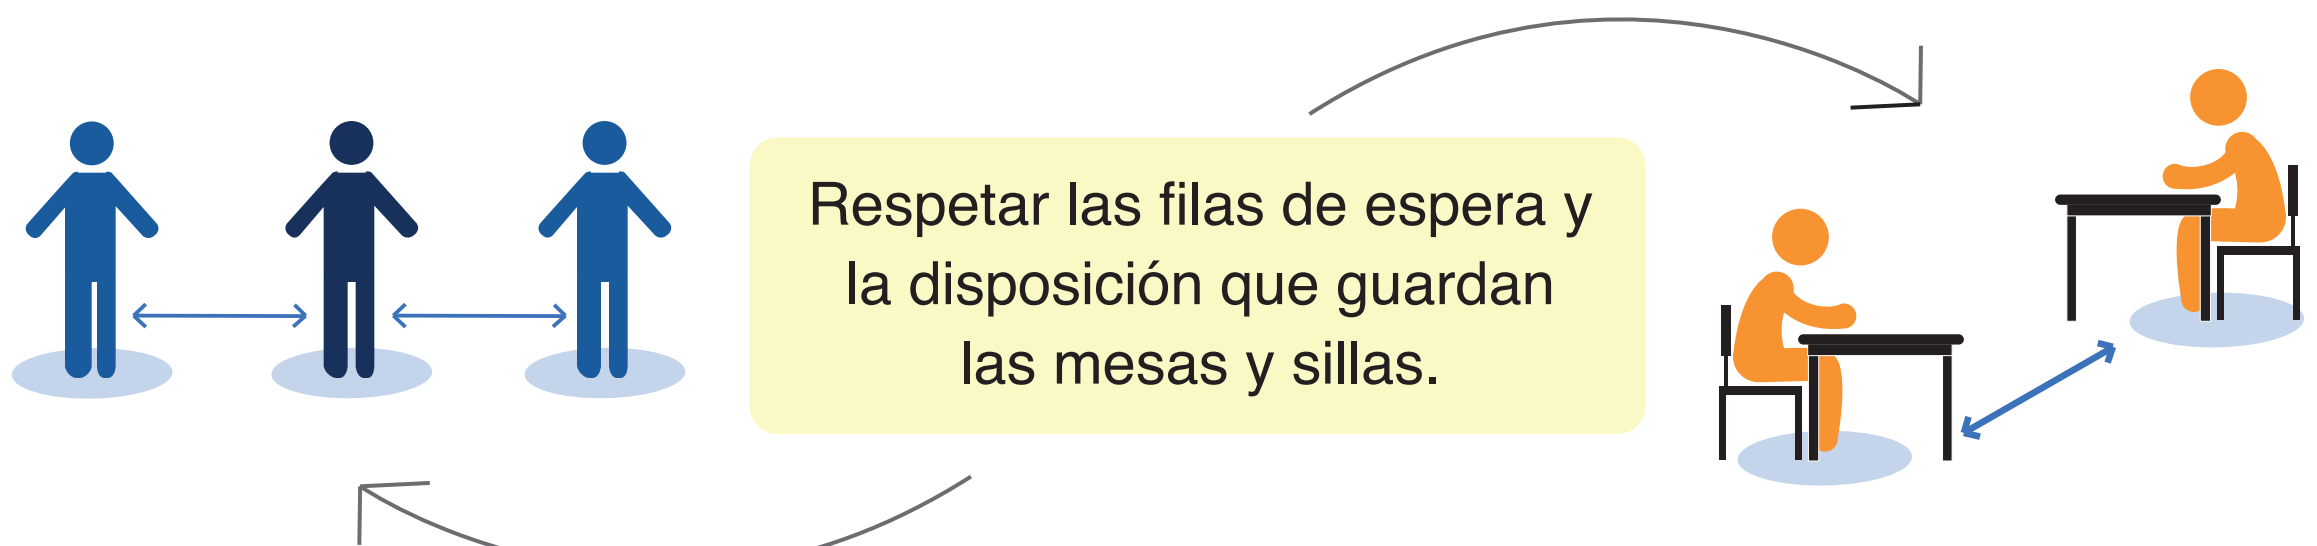 Respetar las filas de espera y
la disposición que guardan
las mesas y sillas.